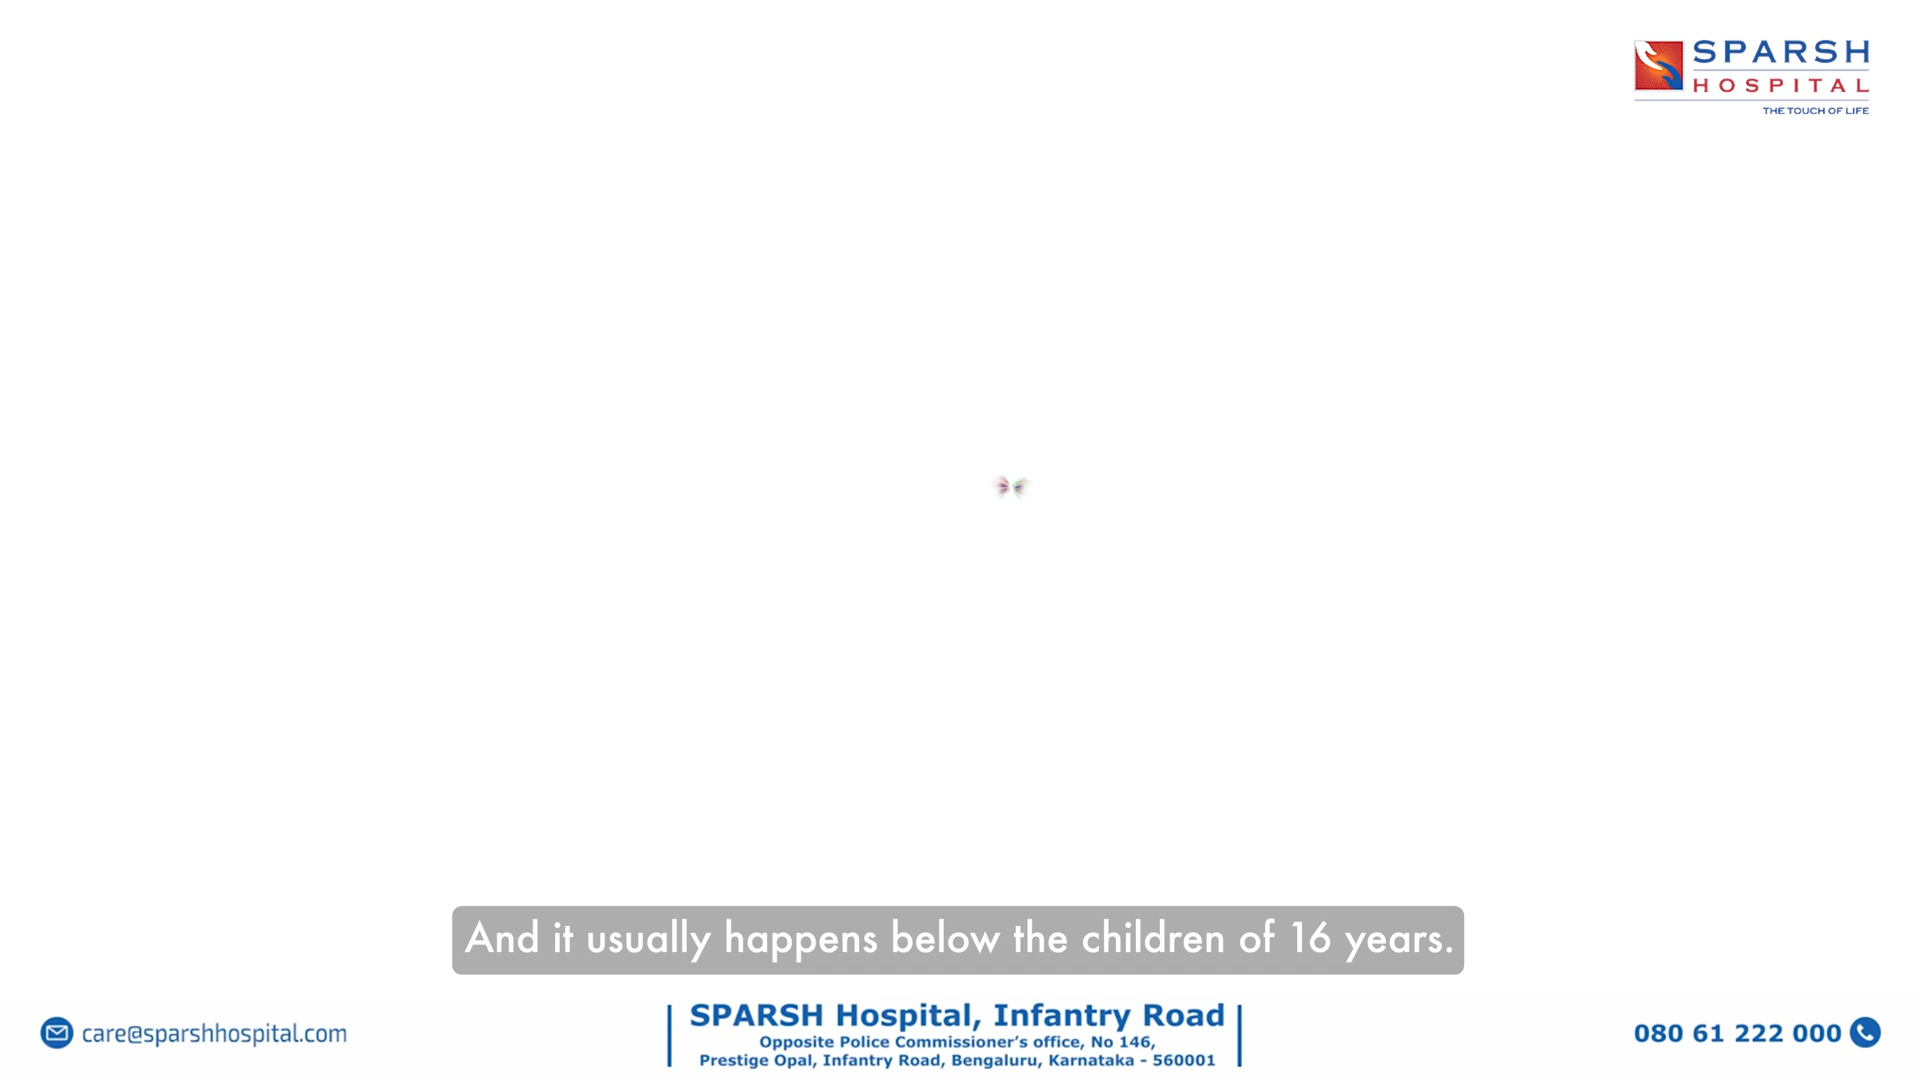 SPARSH
HOSPITAL
THE TOUCH OF LIFE
And it usually happens below the children of 16 years.
care@sparshhospital.com
SPARSH Hospital, Infantry Road
Opposite Police Commissioner's office, No 146,
Prestige Opal, Infantry Road, Bengaluru, Karnataka - 560001
080 61 222 000